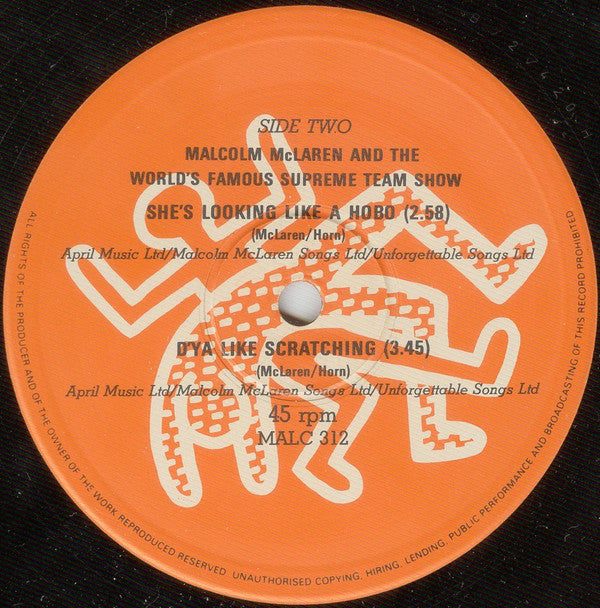 SIDE TWO
MALCOLM McLAREN AND THE
WORLD'S FAMOUS SUPREME TEAM SHOW
SHE'S LOOKING LIKE A HOBO (2.58)
(McLaren/Horn)
April Music Ltd/Malcolm McLaren Songs Ltd/Unforgettable Songs Ltd
D'YA LIKE SCRATCHING (3.45)
(McLaren/Horn)
April Music Ltd/Malcolm McLaren Songs Ltd/Unforgettable Songs Ltd
45 rpm
MALC 312
ALL RIGHTS OF THE PRODUCER AND OF THE OWNER OF THE WORK REPRODUCED RESERVED. UNAUTHORISED COPYING, HIRING, LENDING, PUBLIC PERFORMANCE AND BROADCASTING OF THIS RECORD PROHIBITED